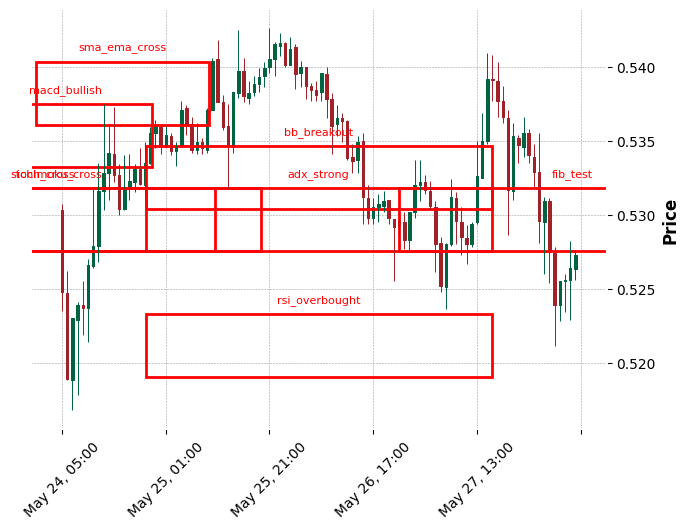 sma_ema_cross
macd_bullish
bb_breakout
adx_strong
fib_test
rsi_overbought
0.540
0.535
0.530
0.525
0.520
Price
May 24, 05:00
May 25, 01:00
May 25, 21:00
May 26, 17:00
May 27, 13:00